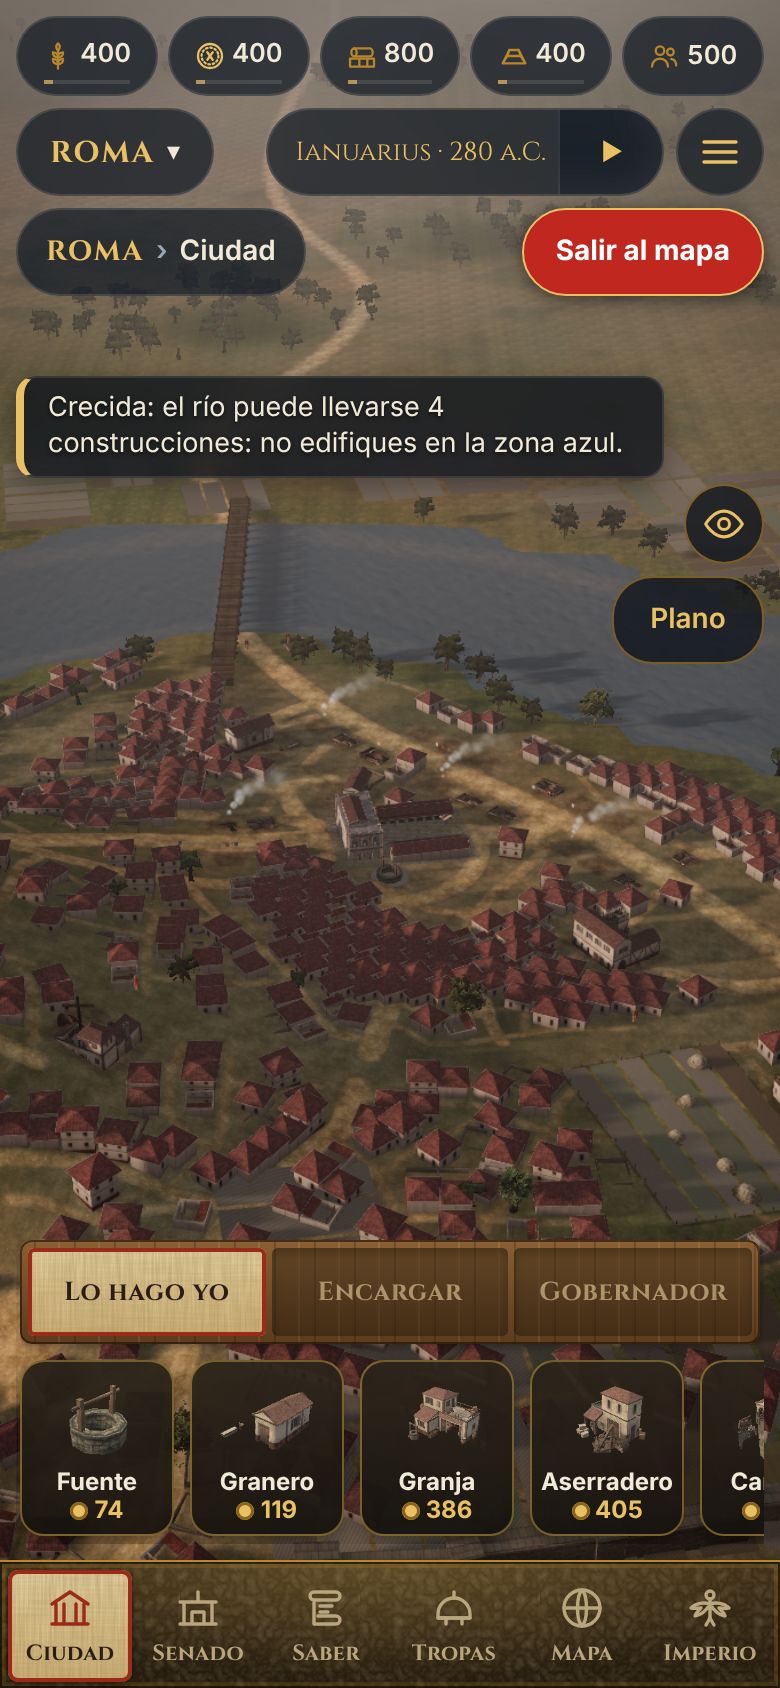 400 400 800 400 500
ROMA ▾ Ianuarius · 280 a.C.
ROMA › Ciudad Salir al mapa
Crecida: el río puede llevarse 4
construcciones: no edifiques en la zona azul.
Plano
Lo hago yo Encargar Gobernador
Fuente Granero Granja Aserradero
74 119 386 405
Ciudad Senado Saber Tropas Mapa Imperio